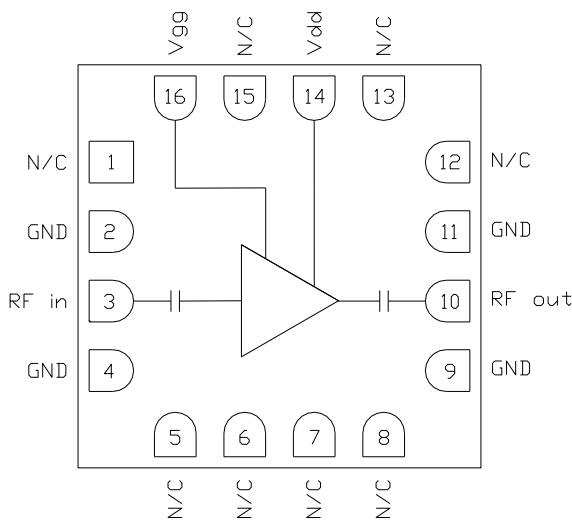 Vgg N/C Vdd N/C
16 15 14 13
N/C 1 12 N/C
GND 2 11 GND
RF in 3 10 RF out
GND 4 9 GND
5 6 7 8
N/C N/C N/C N/C